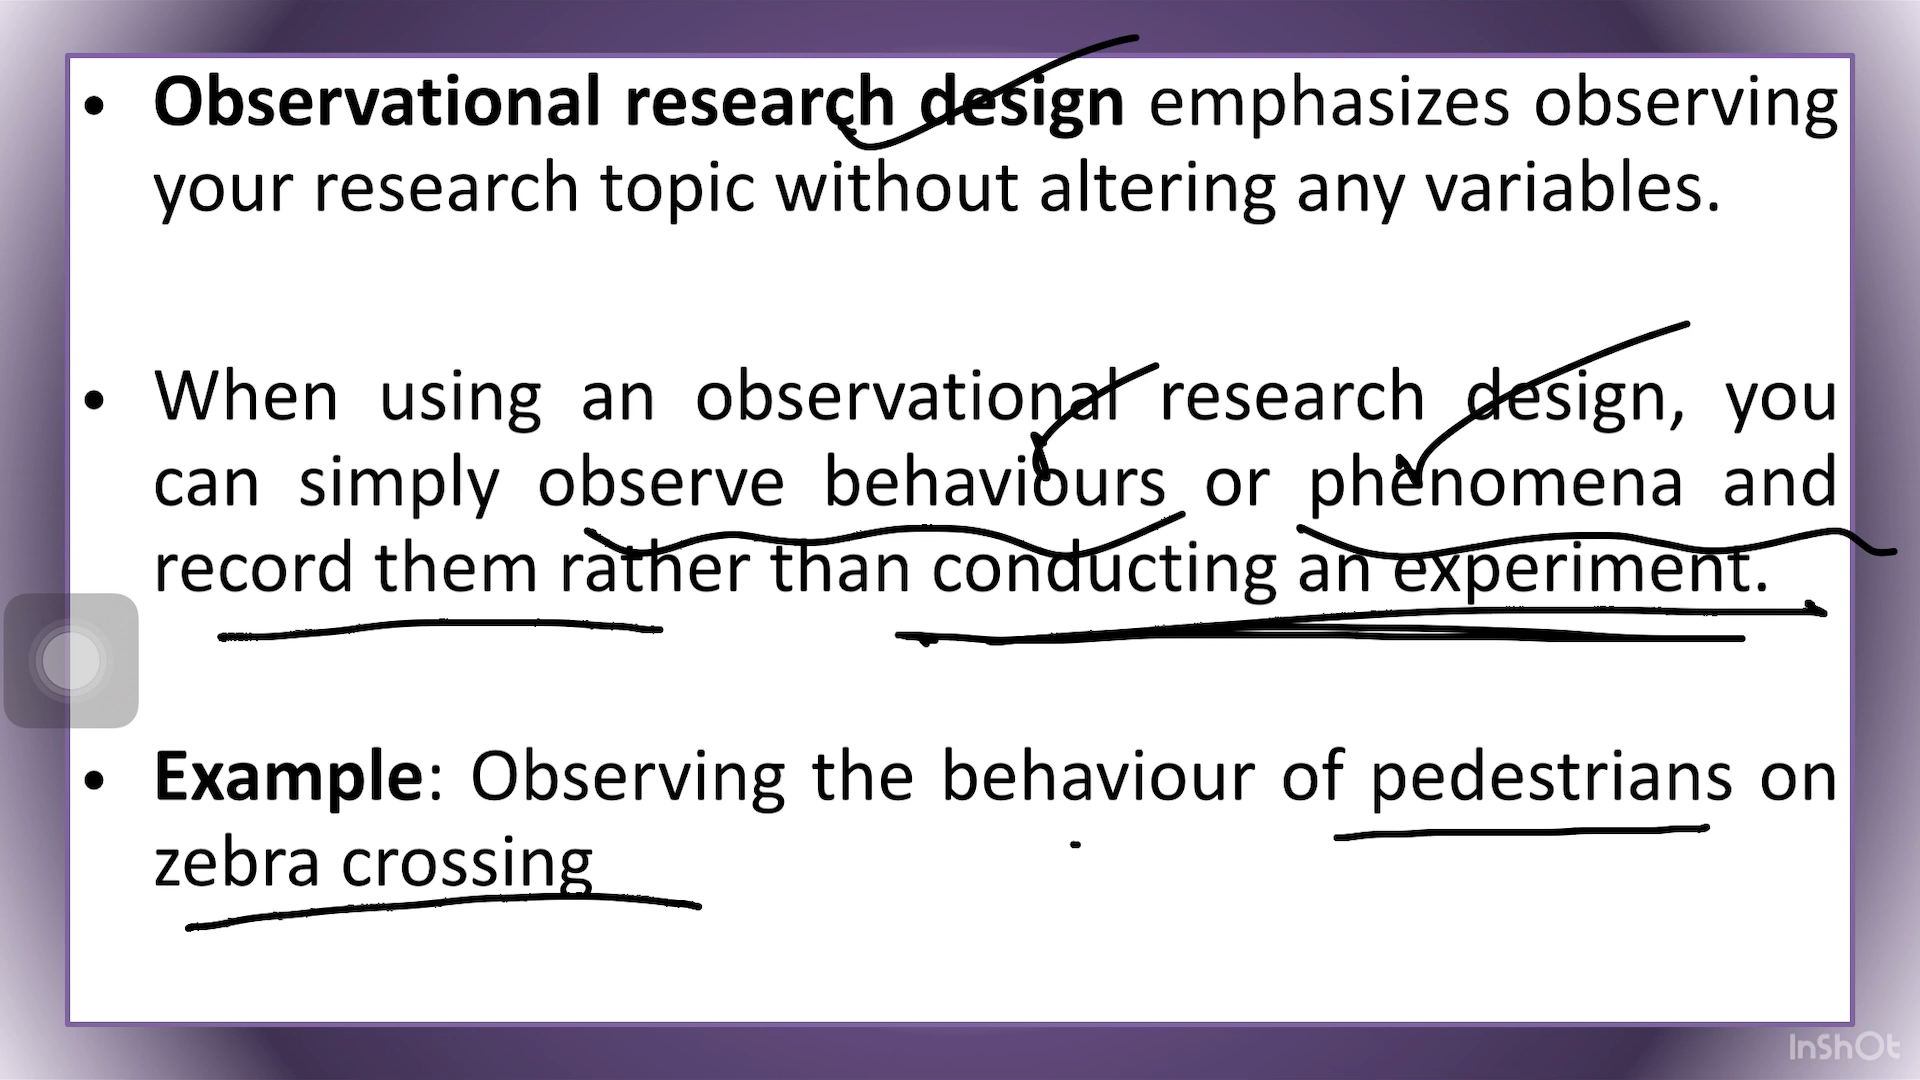 • Observational research design emphasizes observing
your research topic without altering any variables.
• When using an observational research design, you
can simply observe behaviours or phenomena and
record them rather than conducting an experiment.
• Example: Observing the behaviour of pedestrians on
zebra crossing
InShOt